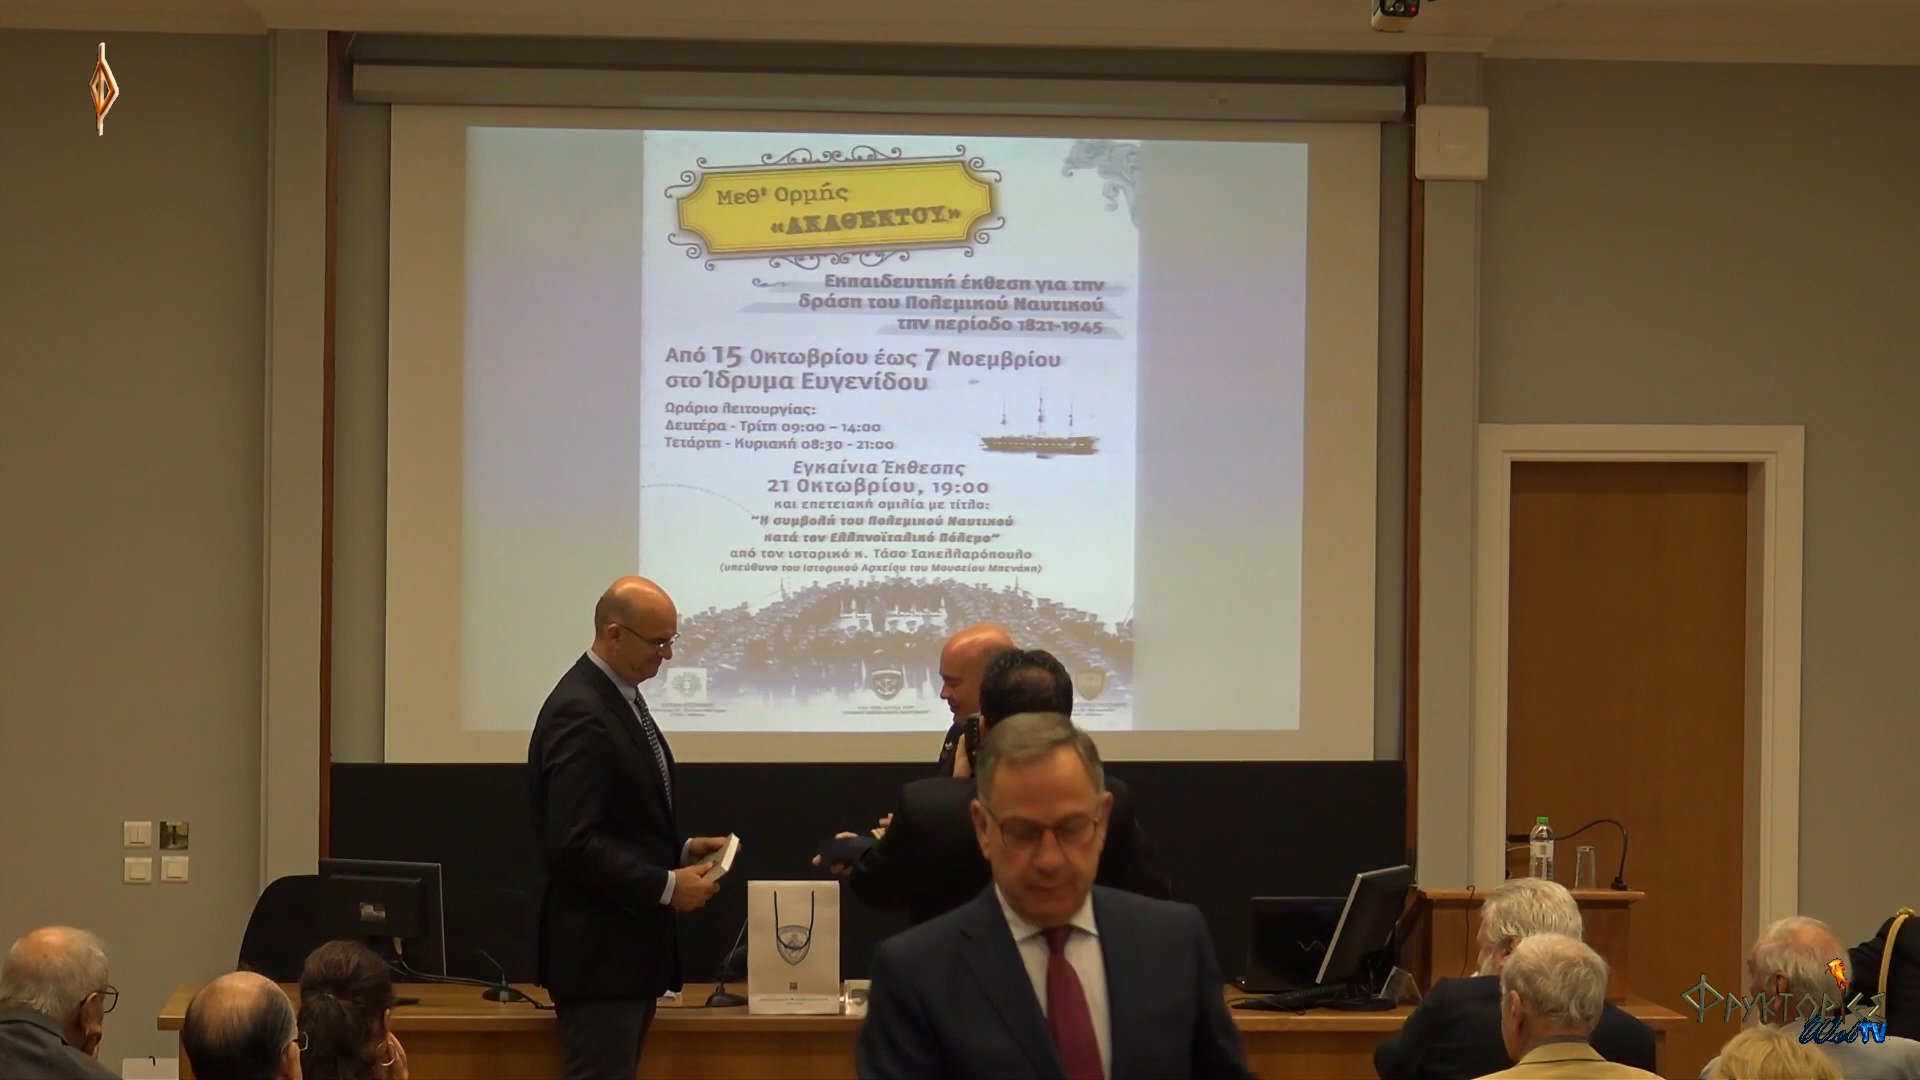 Μεθ' Ορμής
«ΑΚΑΘΕΚΤΟΥ»
Εκπαιδευτική έκθεση για την
δράση του Πολεμικού Ναυτικού
την περίοδο 1821-1945
Από 15 Οκτωβρίου έως 7 Νοεμβρίου
στο Ίδρυμα Ευγενίδου
Ωράριο λειτουργίας:
Δευτέρα - Τρίτη 09:00 – 14:00
Τετάρτη - Κυριακή 08:30 - 21:00
Εγκαίνια Έκθεσης
21 Οκτωβρίου, 19:00
και επετειακή ομιλία με τίτλο:
"Η συμβολή του Πολεμικού Ναυτικού
κατά τον Ελληνοϊταλικό Πόλεμο"
από τον ιστορικό κ. Τάσο Σακελλαρόπουλο
(υπεύθυνο του Ιστορικού Αρχείου του Μουσείου Μπενάκη)
ΦΡΥΚΤΩΡΙΕΣ
Web TV